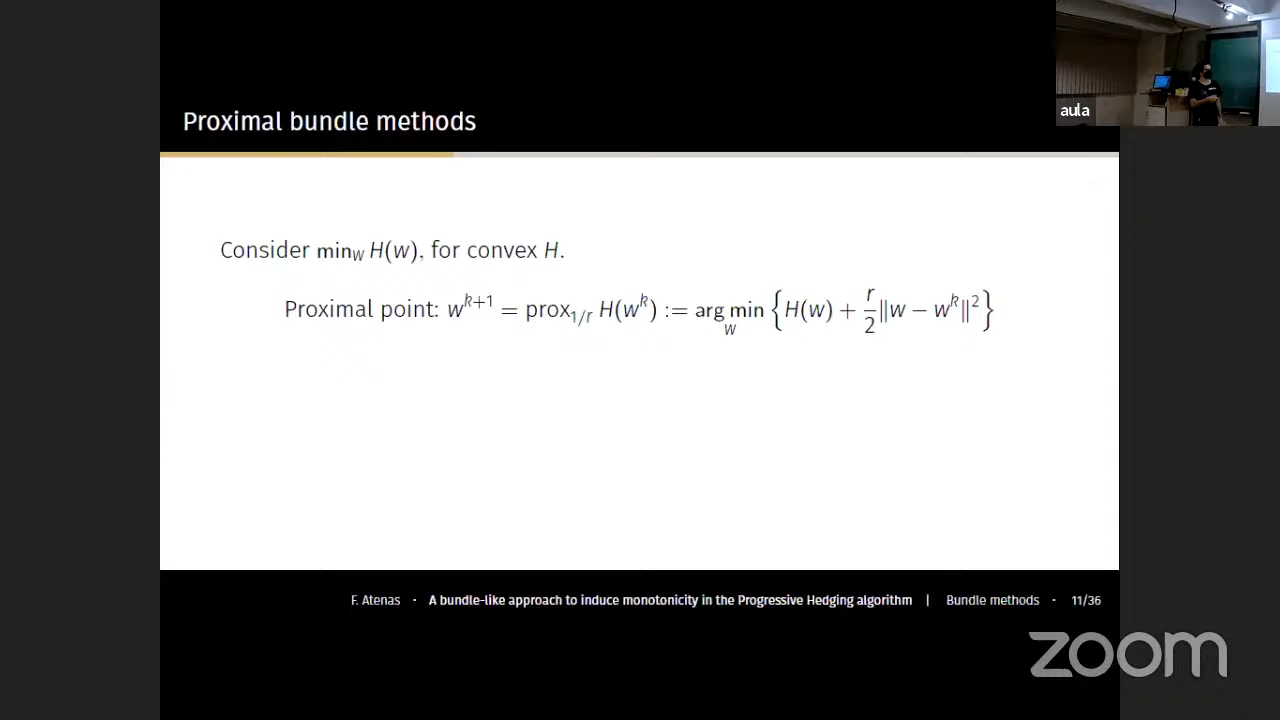 aula
Proximal bundle methods
Consider min_w H(w), for convex H.
Proximal point: w^{k+1} = prox_{1/r} H(w^k) := arg min_w { H(w) + r/2 ‖w − w^k‖^2 }
F. Atenas · A bundle-like approach to induce monotonicity in the Progressive Hedging algorithm | Bundle methods · 11/36
zoom